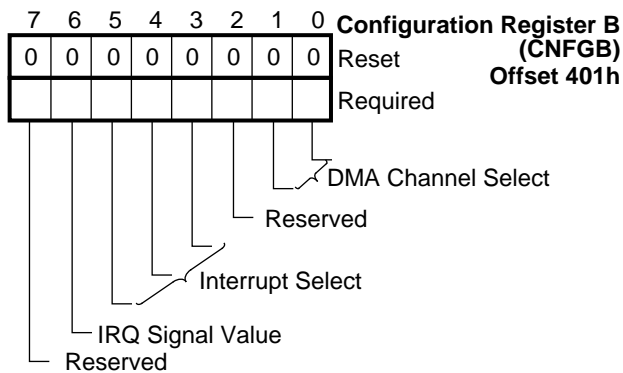 7 6 5 4 3 2 1 0 Configuration Register B
(CNFGB)
0 0 0 0 0 0 0 0 Reset
Offset 401h
Required
DMA Channel Select
Reserved
Interrupt Select
IRQ Signal Value
Reserved